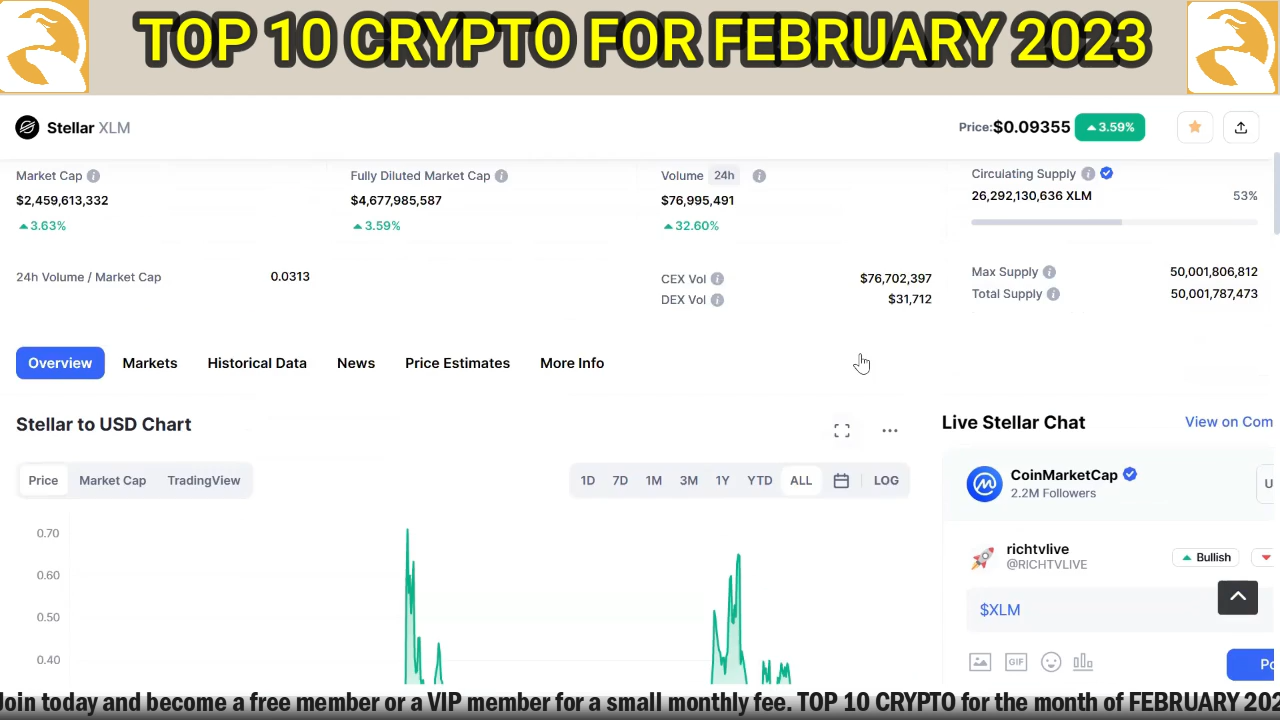 TOP 10 CRYPTO FOR FEBRUARY 2023
Stellar XLM
Price:$0.09355 3.59%
Market Cap
$2,459,613,332
3.63%
Fully Diluted Market Cap
$4,677,985,587
3.59%
Volume 24h
$76,995,491
32.60%
Circulating Supply
26,292,130,636 XLM 53%
24h Volume / Market Cap 0.0313
CEX Vol $76,702,397
DEX Vol $31,712
Max Supply 50,001,806,812
Total Supply 50,001,787,473
Overview Markets Historical Data News Price Estimates More Info
Stellar to USD Chart
Price Market Cap TradingView
1D 7D 1M 3M 1Y YTD ALL LOG
0.70
0.60
0.50
0.40
Live Stellar Chat View on Com
CoinMarketCap
2.2M Followers
U
richtvlive
@RICHTVLIVE
Bullish
$XLM
GIF
Po
Join today and become a free member or a VIP member for a small monthly fee. TOP 10 CRYPTO for the month of FEBRUARY 202